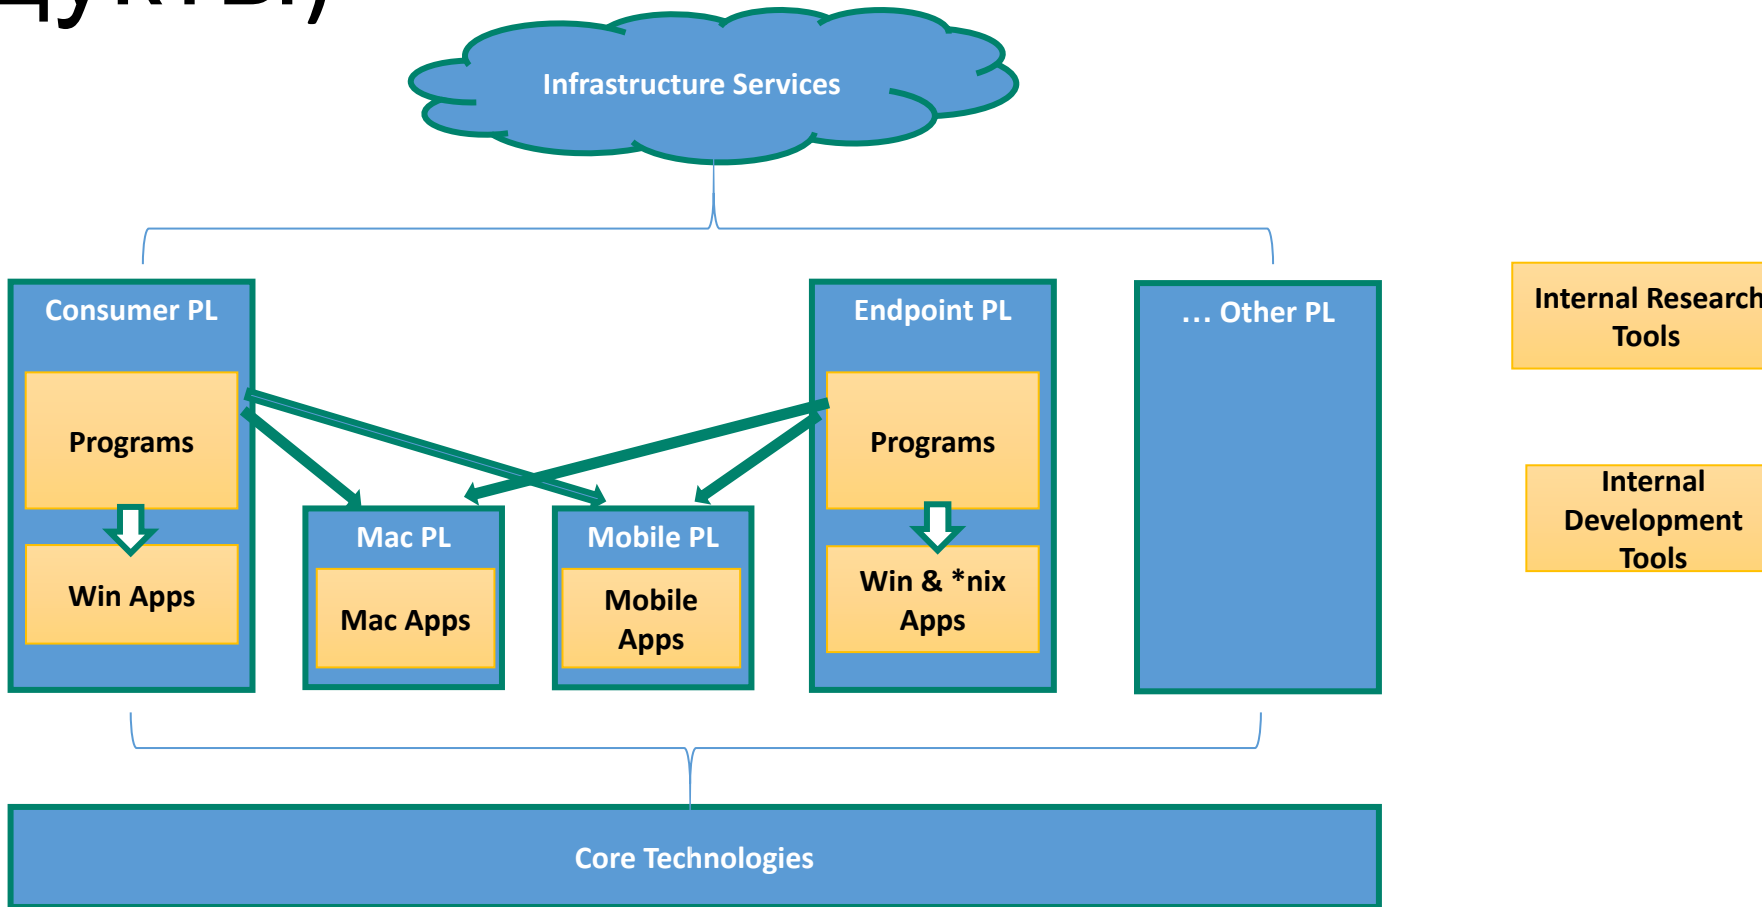 дукты)
Infrastructure Services
Consumer PL
Endpoint PL
... Other PL
Internal Research
Tools
Programs
Programs
Internal
Development
Tools
Mac PL
Mobile PL
Win Apps
Mac Apps
Mobile
Apps
Win & *nix
Apps
Core Technologies